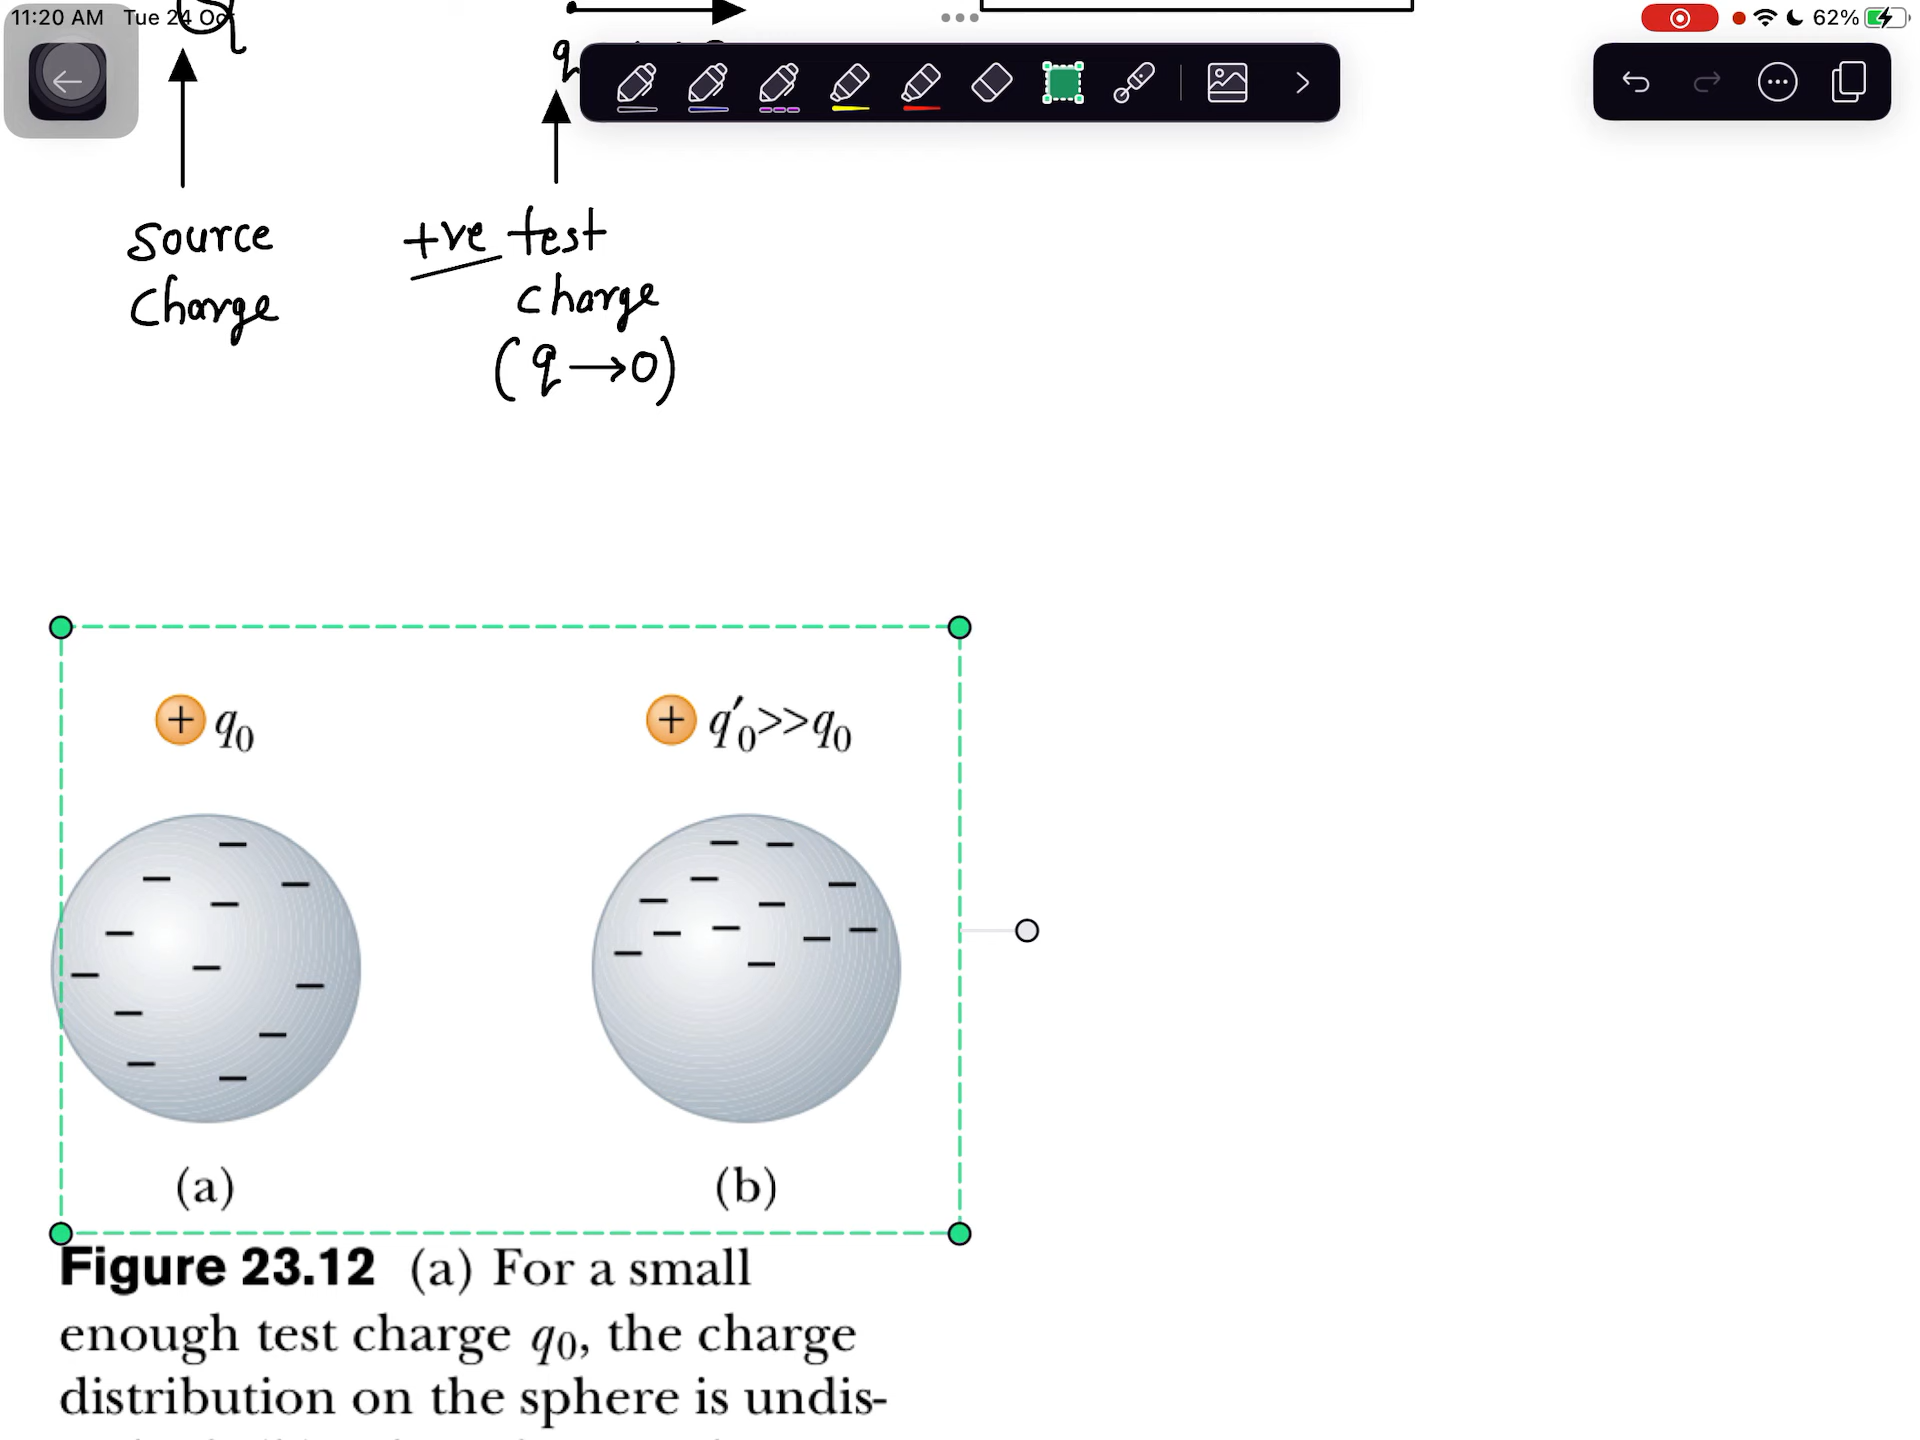 11:20 AM Tue 24 Oct
62%
q
Source
Charge
+ve test
charge
(q→0)
+ q₀
+ q′₀>>q₀
(a)
(b)
Figure 23.12 (a) For a small
enough test charge q₀, the charge
distribution on the sphere is undis-